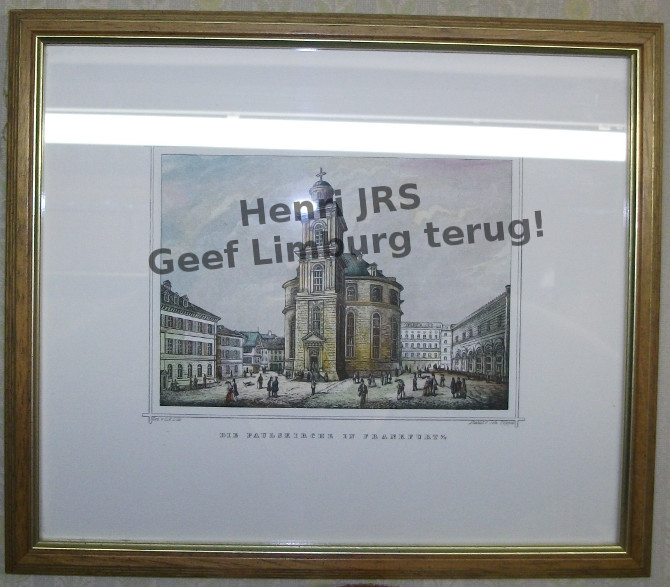 Henri JRS
Geef Limburg terug!
DIE PAULSKIRCHE IN FRANKFURT